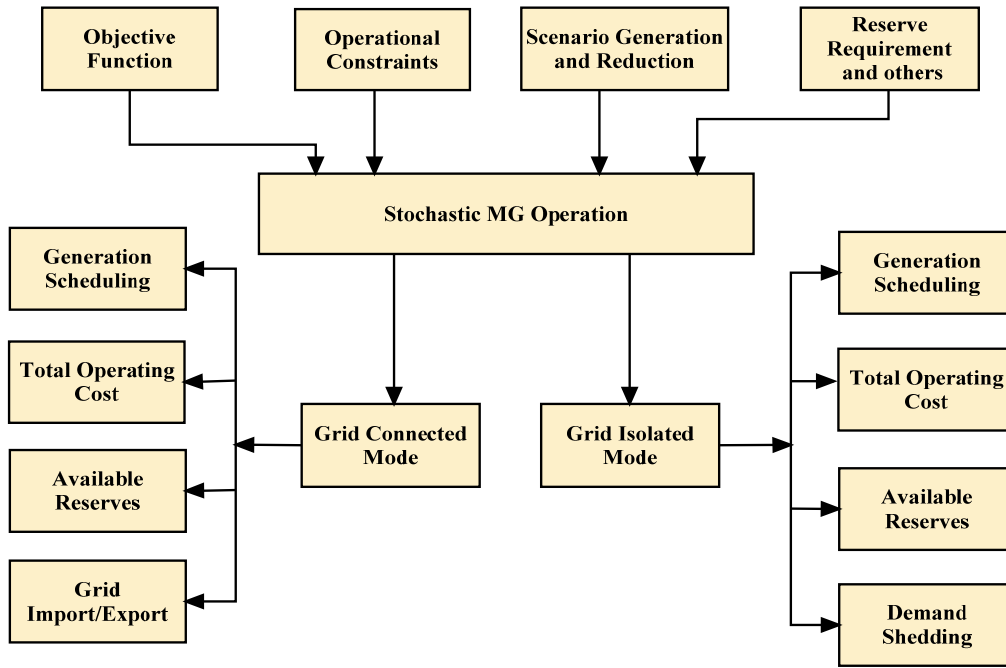 Objective
Function
Operational
Constraints
Scenario Generation
and Reduction
Reserve
Requirement
and others
Stochastic MG Operation
Generation
Scheduling
Total Operating
Cost
Available
Reserves
Grid
Import/Export
Grid Connected
Mode
Grid Isolated
Mode
Generation
Scheduling
Total Operating
Cost
Available
Reserves
Demand
Shedding